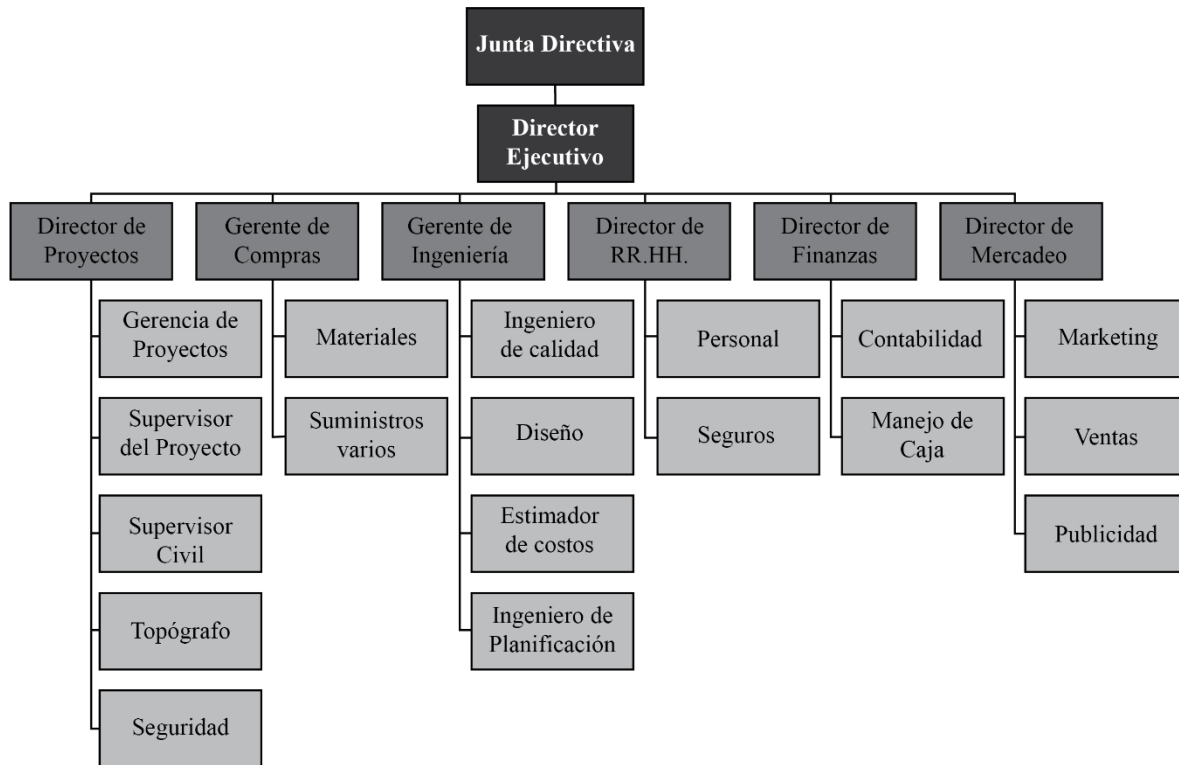 Junta Directiva
Director
Ejecutivo
Director de
Proyectos
Gerente de
Compras
Gerente de
Ingeniería
Director de
RR.HH.
Director de
Finanzas
Director de
Mercadeo
Gerencia de
Proyectos
Supervisor
del Proyecto
Supervisor
Civil
Topógrafo
Seguridad
Materiales
Suministros
varios
Ingeniero
de calidad
Diseño
Estimador
de costos
Ingeniero de
Planificación
Personal
Seguros
Contabilidad
Manejo de
Caja
Marketing
Ventas
Publicidad